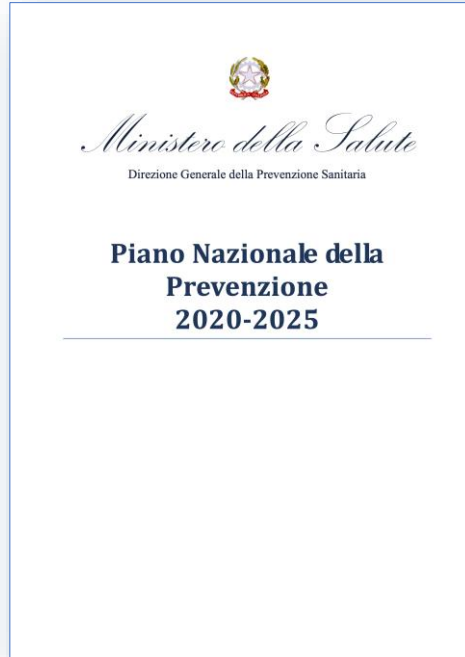 Ministero della Salute
Direzione Generale della Prevenzione Sanitaria
Piano Nazionale della
Prevenzione
2020-2025